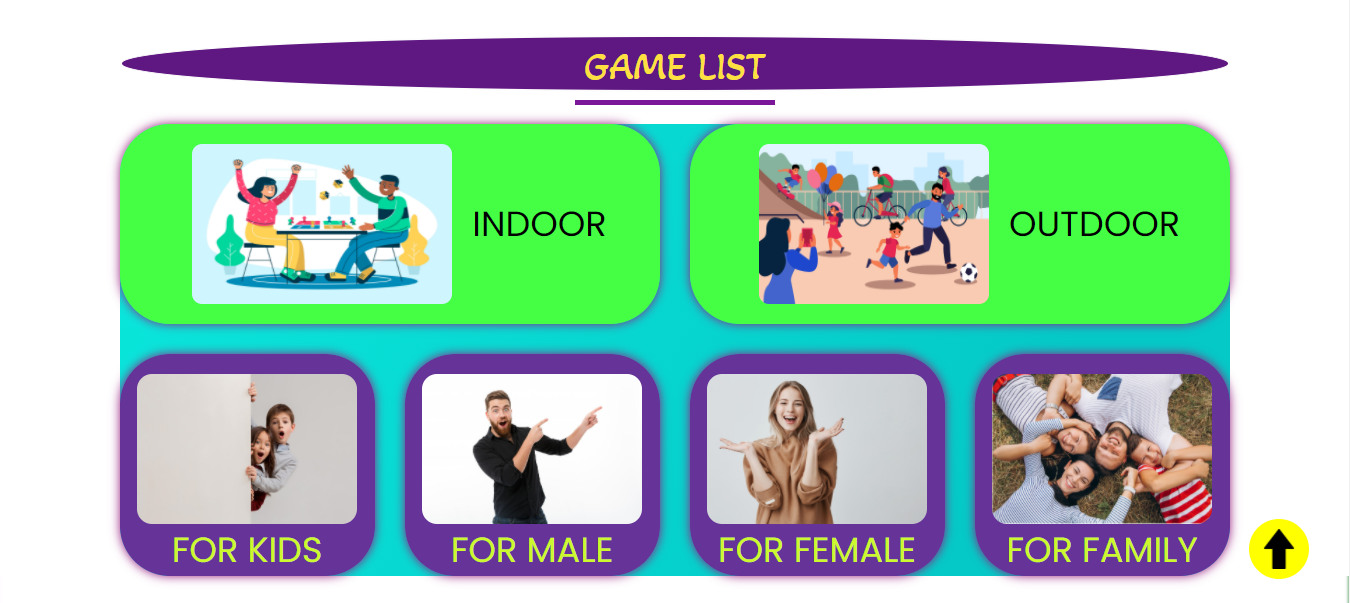 GAME LIST
INDOOR
OUTDOOR
FOR KIDS
FOR MALE
FOR FEMALE
FOR FAMILY